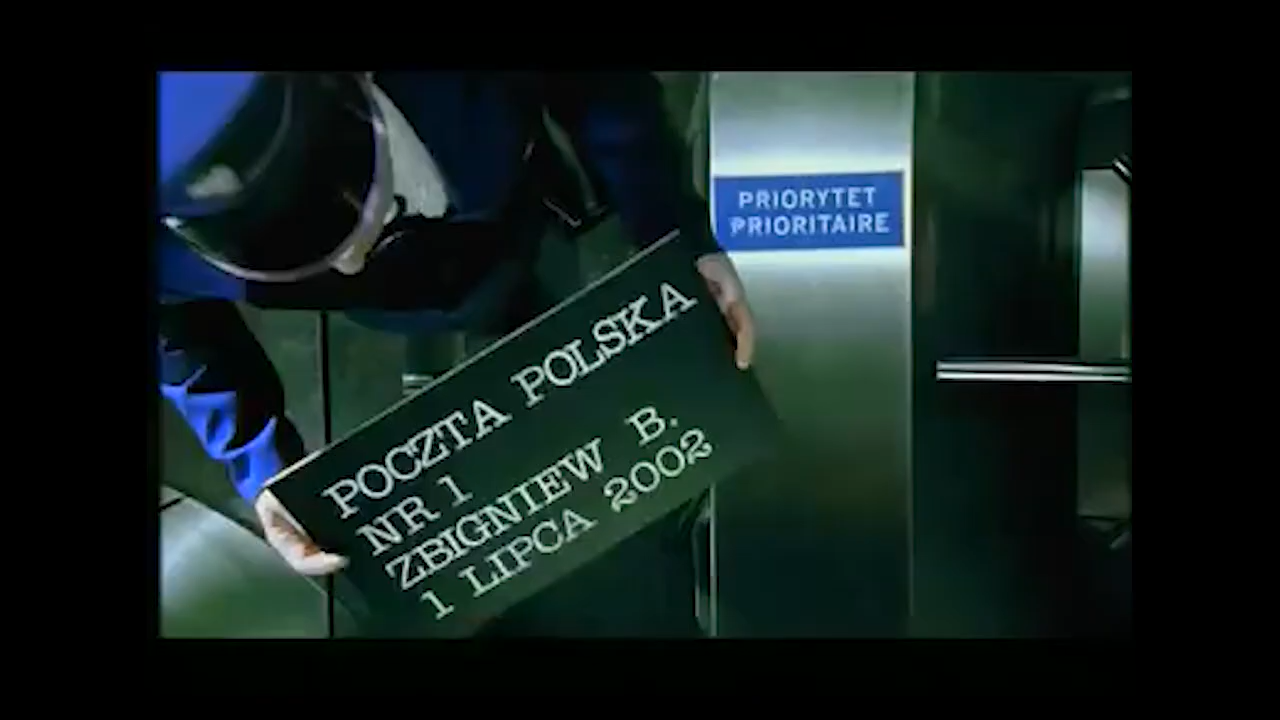 PRIORYTET
PRIORITAIRE
POCZTA POLSKA
NR 1
ZBIGNIEW B.
1 LIPCA 2002